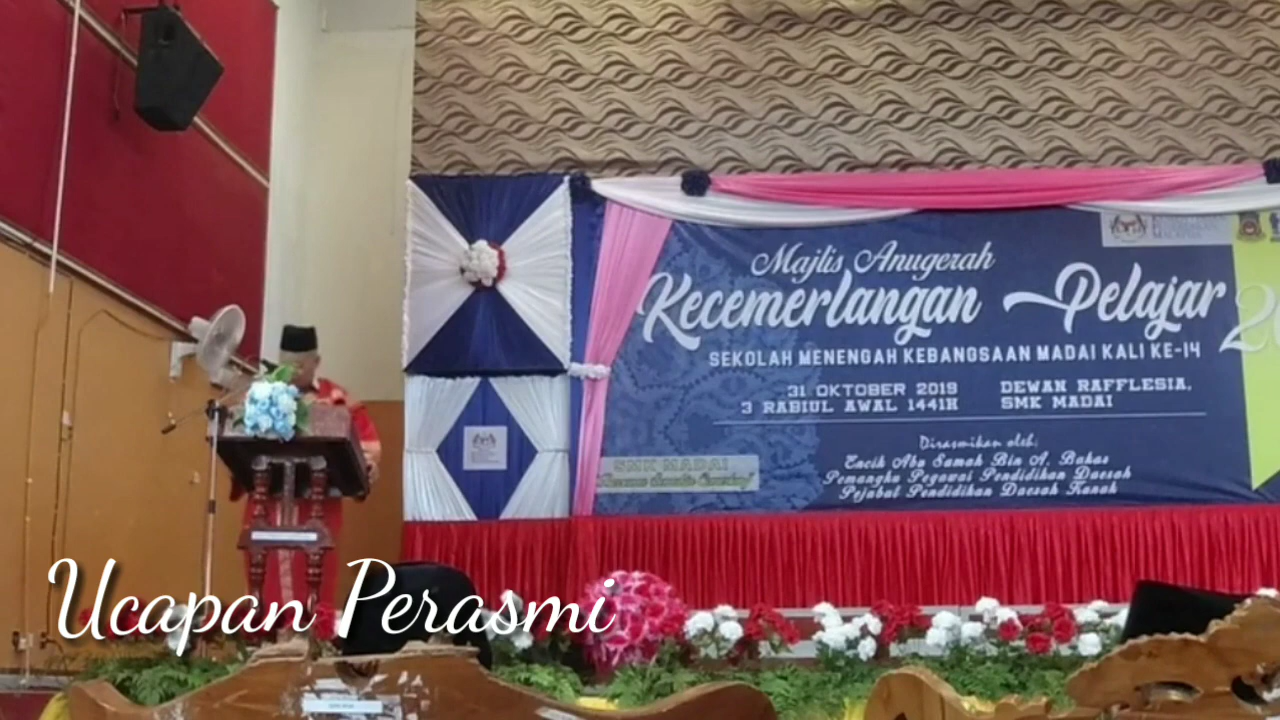 Majlis Anugerah
Kecemerlangan Pelajar
SEKOLAH MENENGAH KEBANGSAAN MADAI KALI KE-14
31 OKTOBER 2019
3 RABIUL AWAL 1441H
DEWAN RAFFLESIA,
SMK MADAI
Dirasmikan oleh:
Encik Abu Samah Bin A. Bakas
Pemangku Pegawai Pendidikan Daerah
Pejabat Pendidikan Daerah Kunak
SMK MADAI
Ucapan Perasmi